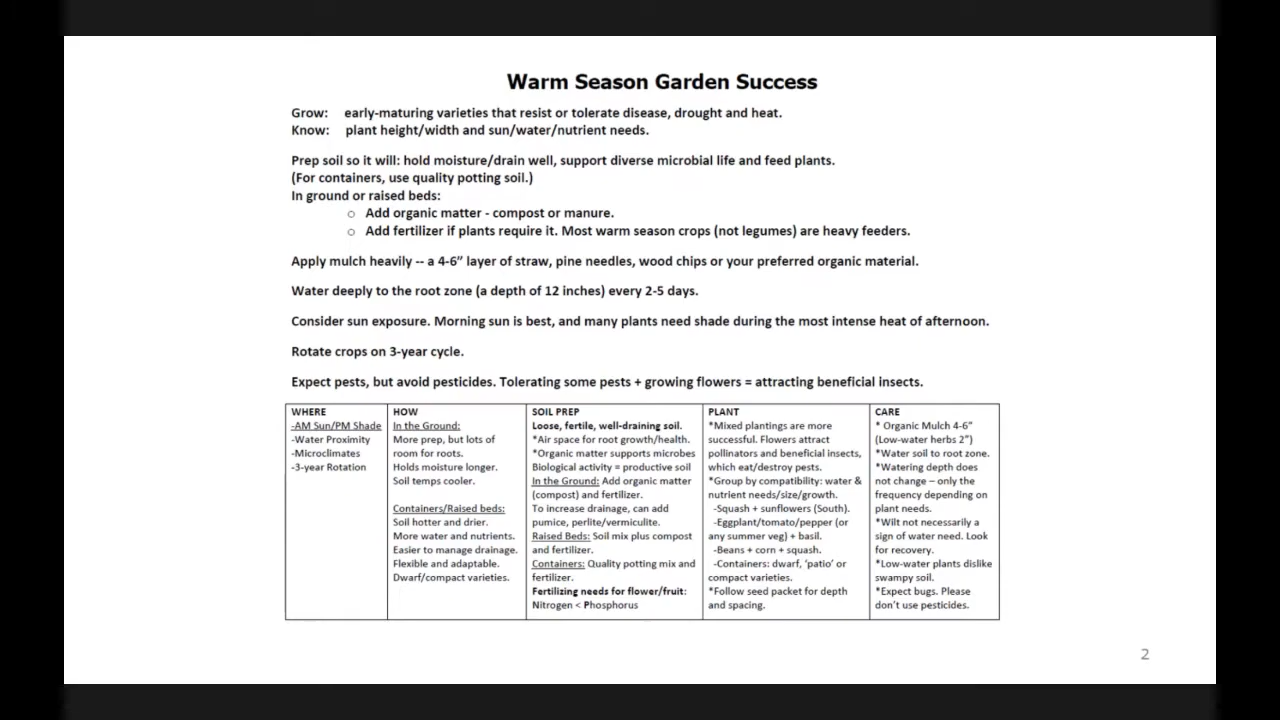 Warm Season Garden Success
Grow: early-maturing varieties that resist or tolerate disease, drought and heat.
Know: plant height/width and sun/water/nutrient needs.
Prep soil so it will: hold moisture/drain well, support diverse microbial life and feed plants.
(For containers, use quality potting soil.)
In ground or raised beds:
○ Add organic matter - compost or manure.
○ Add fertilizer if plants require it. Most warm season crops (not legumes) are heavy feeders.
Apply mulch heavily -- a 4-6” layer of straw, pine needles, wood chips or your preferred organic material.
Water deeply to the root zone (a depth of 12 inches) every 2-5 days.
Consider sun exposure. Morning sun is best, and many plants need shade during the most intense heat of afternoon.
Rotate crops on 3-year cycle.
Expect pests, but avoid pesticides. Tolerating some pests + growing flowers = attracting beneficial insects.
WHERE
-AM Sun/PM Shade
-Water Proximity
-Microclimates
-3-year Rotation
HOW
In the Ground:
More prep, but lots of
room for roots.
Holds moisture longer.
Soil temps cooler.
Containers/Raised beds:
Soil hotter and drier.
More water and nutrients.
Easier to manage drainage.
Flexible and adaptable.
Dwarf/compact varieties.
SOIL PREP
Loose, fertile, well-draining soil.
*Air space for root growth/health.
*Organic matter supports microbes
Biological activity = productive soil
In the Ground: Add organic matter
(compost) and fertilizer.
To increase drainage, can add
pumice, perlite/vermiculite.
Raised Beds: Soil mix plus compost
and fertilizer.
Containers: Quality potting mix and
fertilizer.
Fertilizing needs for flower/fruit:
Nitrogen < Phosphorus
PLANT
*Mixed plantings are more
successful. Flowers attract
pollinators and beneficial insects,
which eat/destroy pests.
*Group by compatibility: water &
nutrient needs/size/growth.
-Squash + sunflowers (South).
-Eggplant/tomato/pepper (or
any summer veg) + basil.
-Beans + corn + squash.
-Containers: dwarf, ‘patio’ or
compact varieties.
*Follow seed packet for depth
and spacing.
CARE
* Organic Mulch 4-6”
(Low-water herbs 2”)
*Water soil to root zone.
*Watering depth does
not change – only the
frequency depending on
plant needs.
*Wilt not necessarily a
sign of water need. Look
for recovery.
*Low-water plants dislike
swampy soil.
*Expect bugs. Please
don’t use pesticides.
2